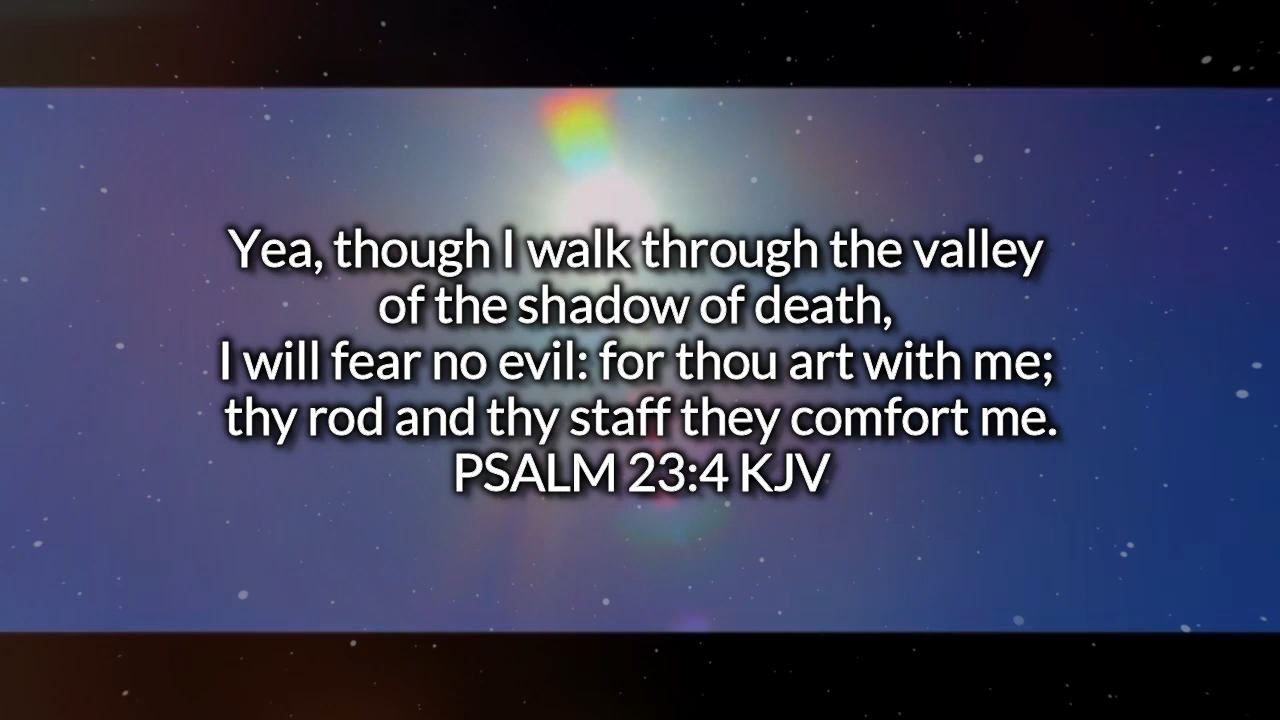 Yea, though I walk through the valley
of the shadow of death,
I will fear no evil: for thou art with me;
thy rod and thy staff they comfort me.
PSALM 23:4 KJV